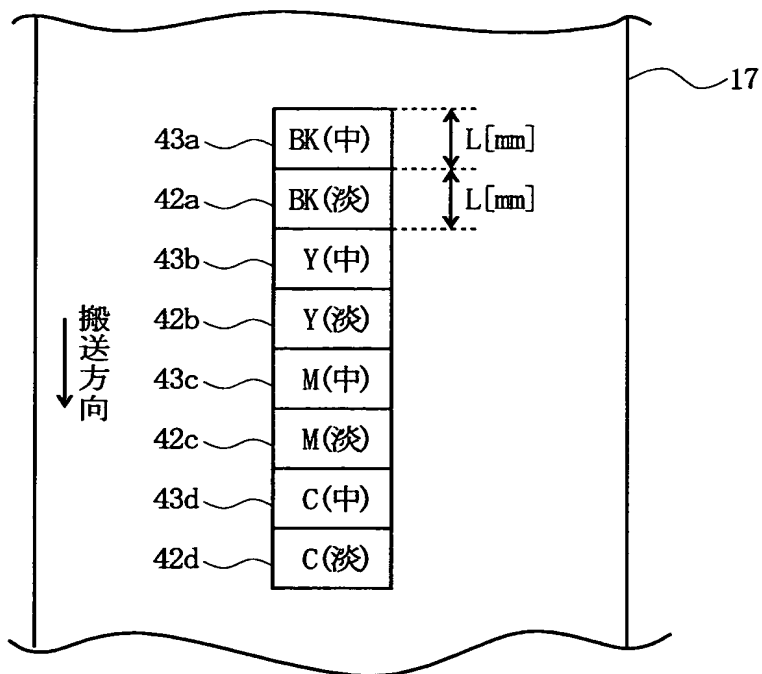 17
43a BK(中) L[mm]
42a BK(淡) L[mm]
43b Y(中)
42b Y(淡)
43c M(中)
42c M(淡)
43d C(中)
42d C(淡)
搬送方向